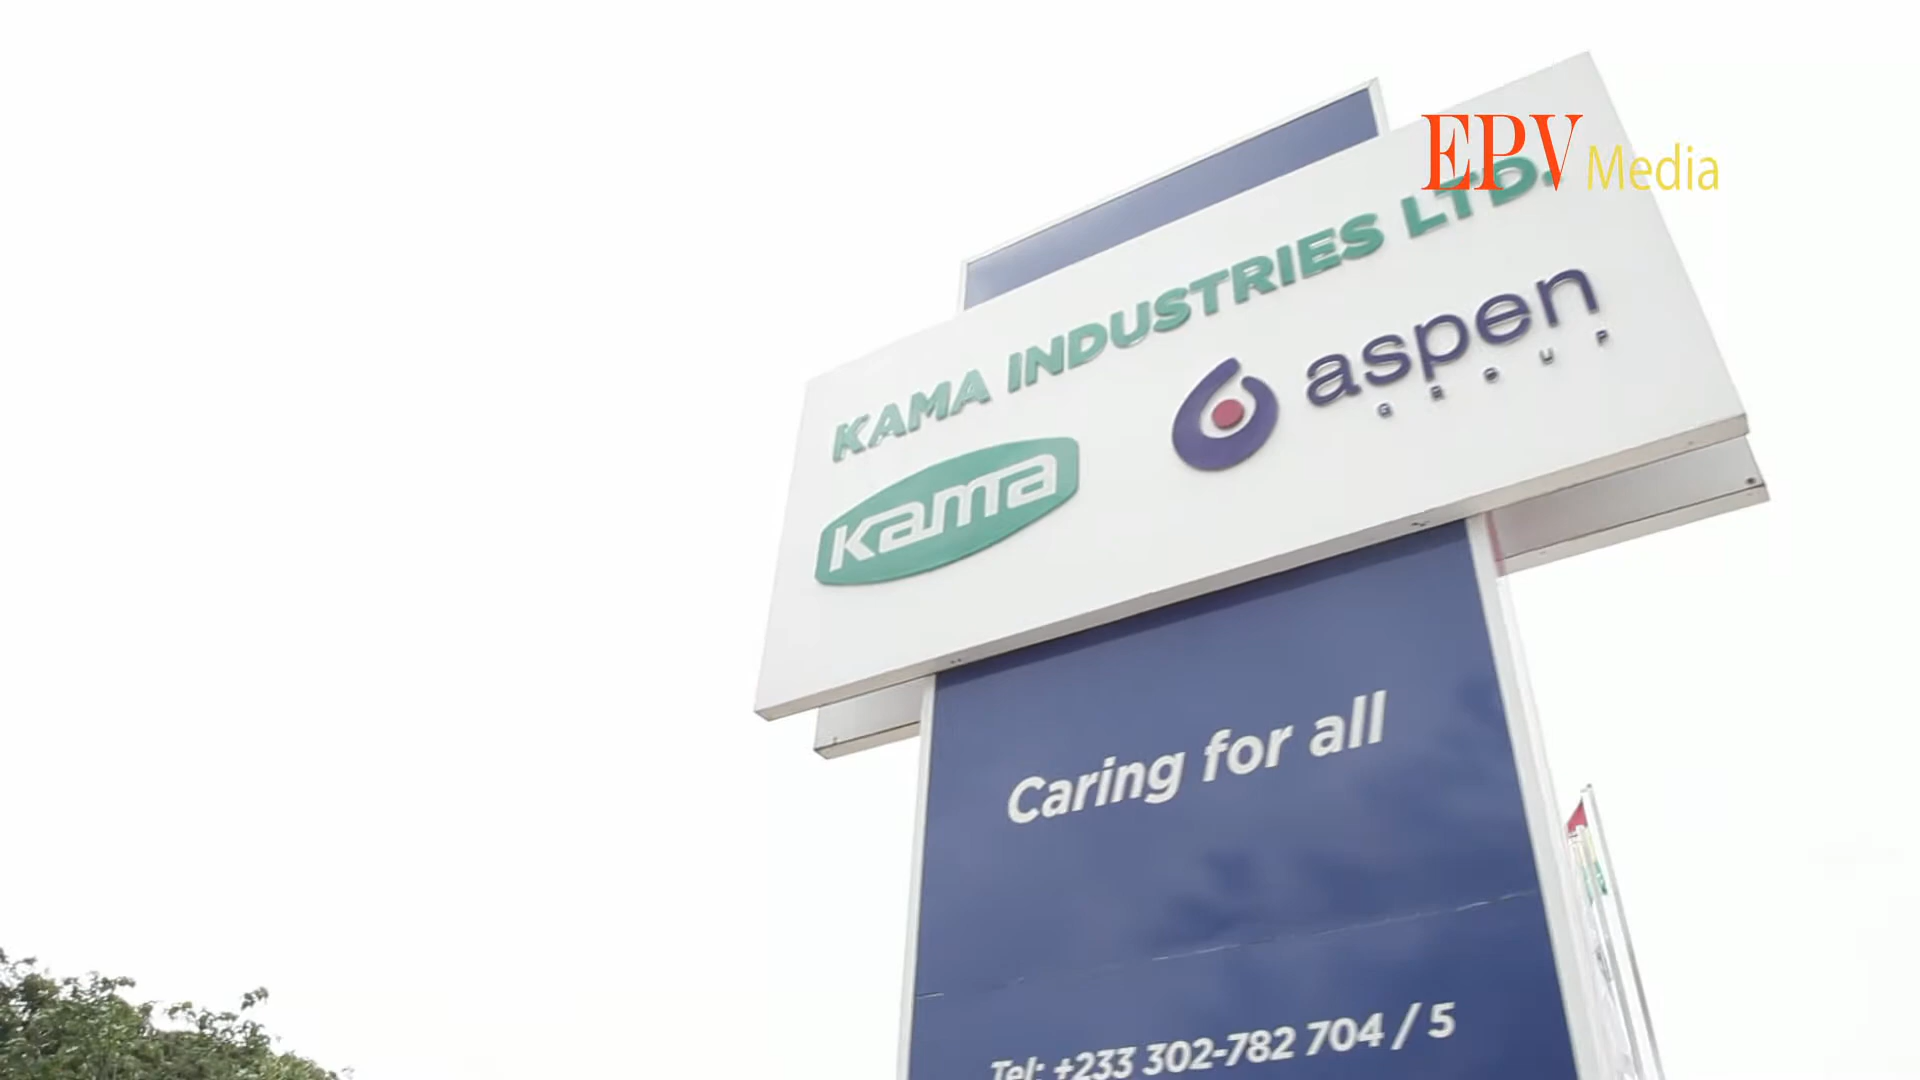 EPV Media
KAMA INDUSTRIES LTD.
kama
aspen
GROUP
Caring for all
Tel: +233 302-782 704 / 5